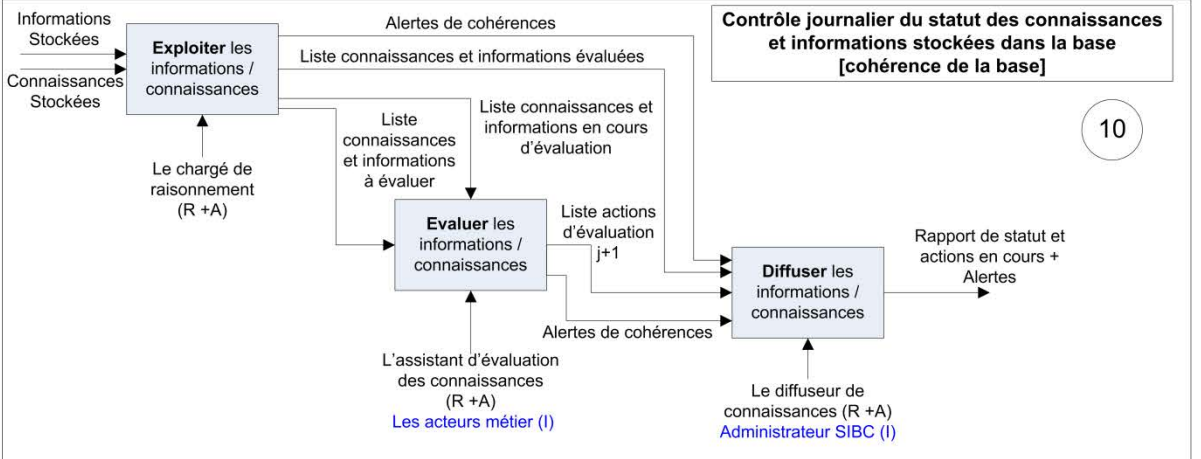 Informations
Stockées
Connaissances
Stockées
Exploiter les
informations /
connaissances
Le chargé de
raisonnement
(R +A)
Alertes de cohérences
Liste connaissances et informations évaluées
Liste connaissances et
informations en cours
d'évaluation
Liste
connaissances
et informations
à évaluer
Contrôle journalier du statut des connaissances
et informations stockées dans la base
[cohérence de la base]
10
Evaluer les
informations /
connaissances
L'assistant d'évaluation
des connaissances
(R +A)
Les acteurs métier (I)
Liste actions
d'évaluation
j+1
Alertes de cohérences
Diffuser les
informations /
connaissances
Le diffuseur de
connaissances (R +A)
Administrateur SIBC (I)
Rapport de statut et
actions en cours +
Alertes